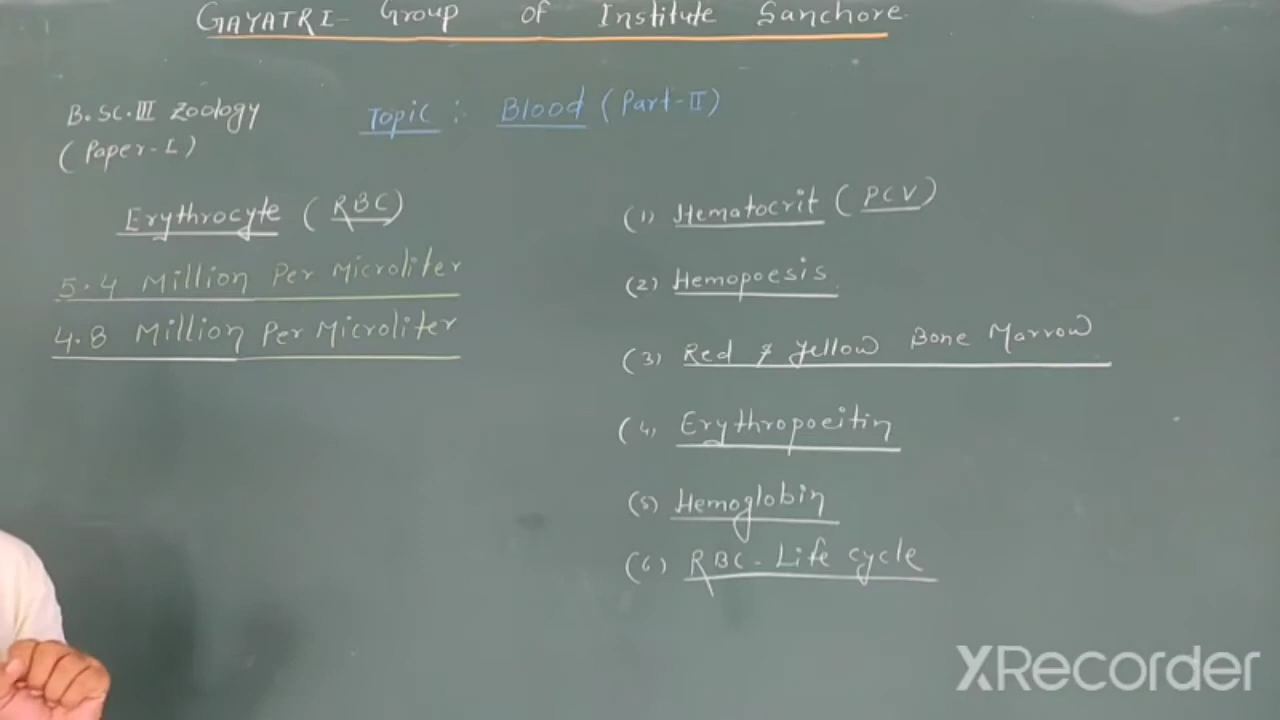 GAYATRI- Group of Institute Sanchore.
B.SC.III Zoology
(Paper-I)
Topic : Blood (Part-II)
Erythrocyte (RBC)
5.4 Million Per Microliter
4.8 Million Per Microliter
(1) Hematocrit (PCV)
(2) Hemopoesis
(3) Red & Yellow Bone Marrow
(4) Erythropoeitin
(5) Hemoglobin
(6) RBC - Life cycle
XRecorder